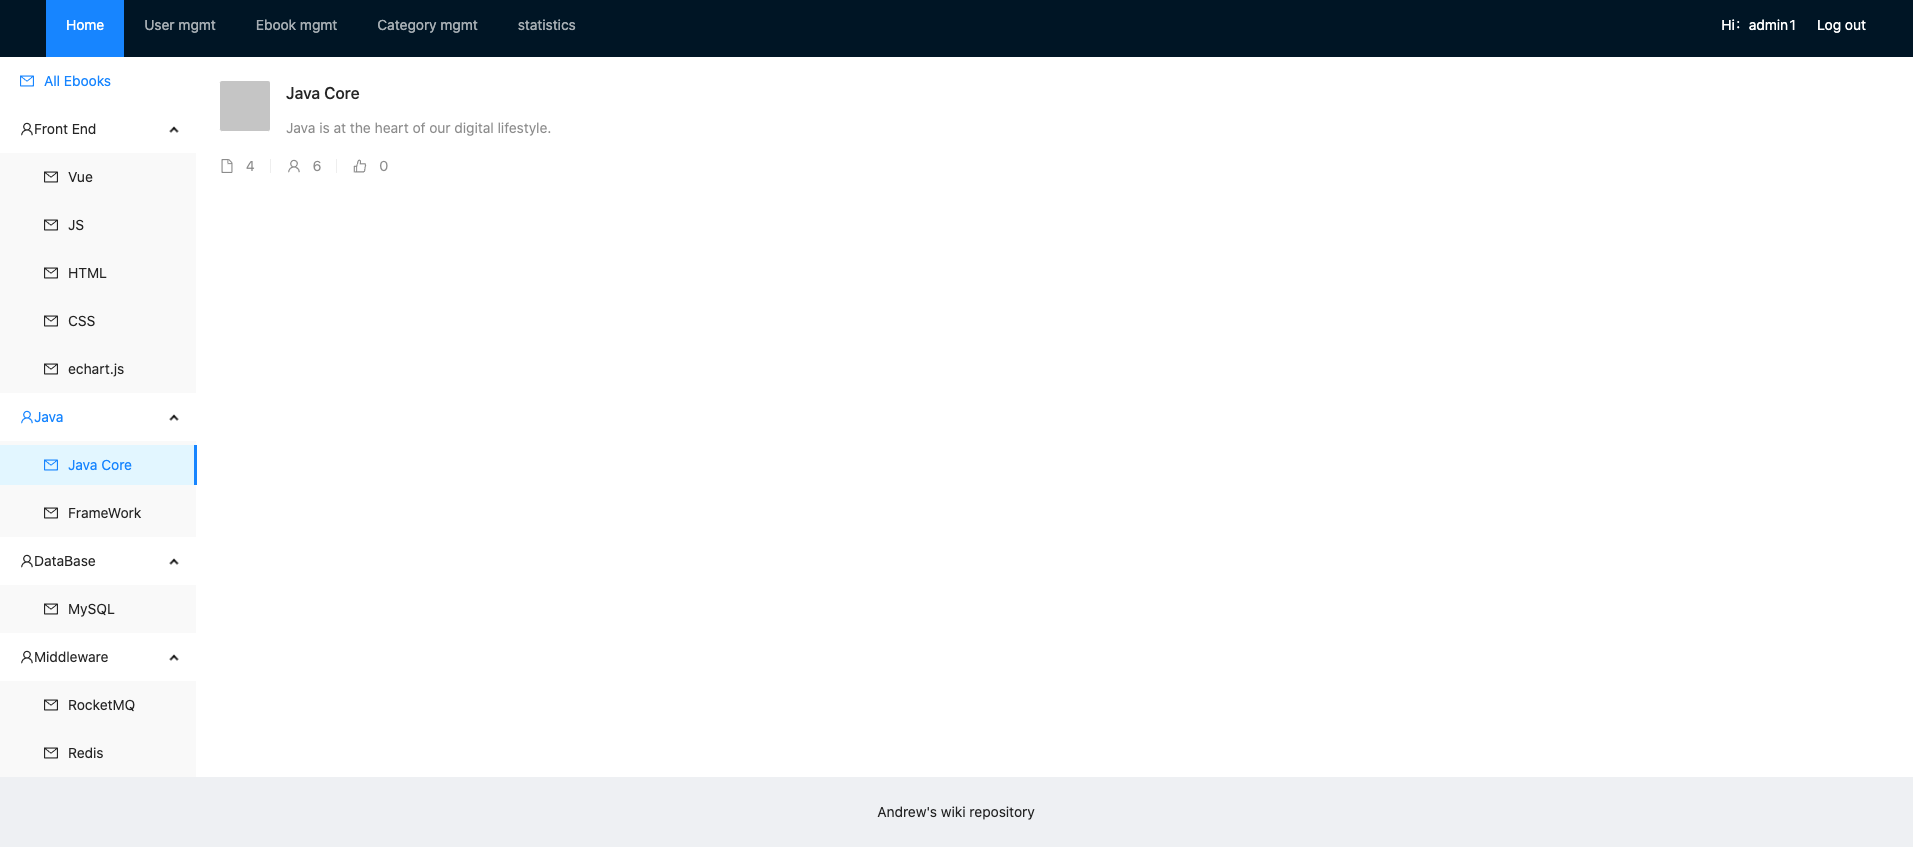 Home User mgmt Ebook mgmt Category mgmt statistics Hi: admin1 Log out
All Ebooks
Front End
Vue
JS
HTML
CSS
echart.js
Java
Java Core
FrameWork
DataBase
MySQL
Middleware
RocketMQ
Redis
Java Core
Java is at the heart of our digital lifestyle.
4 6 0
Andrew's wiki repository